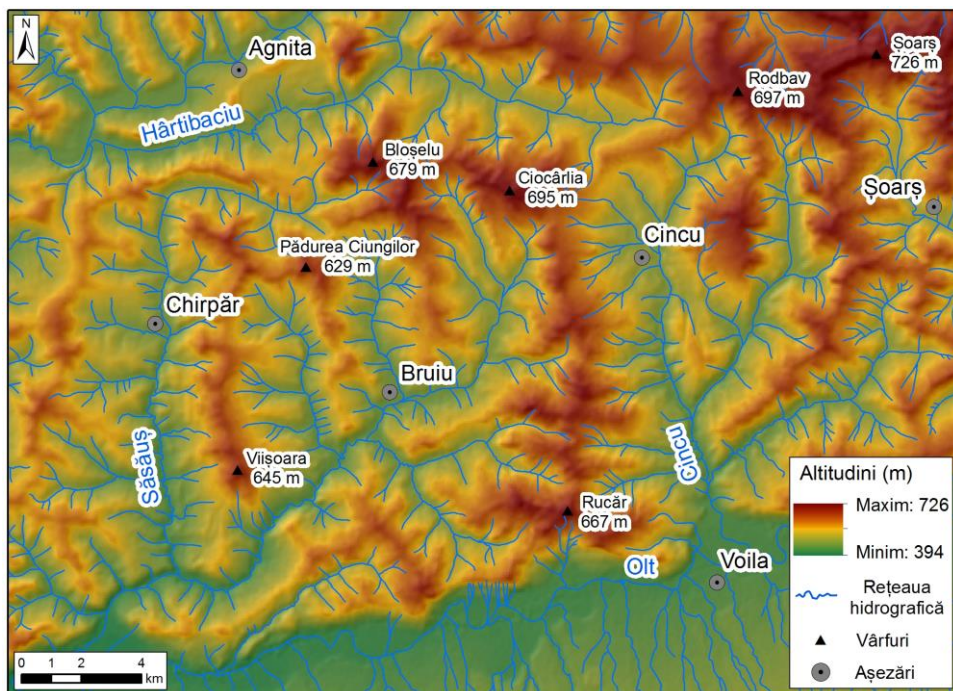 N
Agnita
Șoarș
726 m
Rodbav
697 m
Hârtibaciu
Bloșelu
679 m
Ciocârlia
695 m
Șoarș
Cincu
Pădurea Ciungilor
629 m
Chirpăr
Bruiu
Săsăuș
Cincu
Viișoara
645 m
Rucăr
667 m
Olt
Voila
Altitudini (m)
Maxim: 726
Minim: 394
Rețeaua
hidrografică
Vârfuri
Așezări
0 1 2 4
km